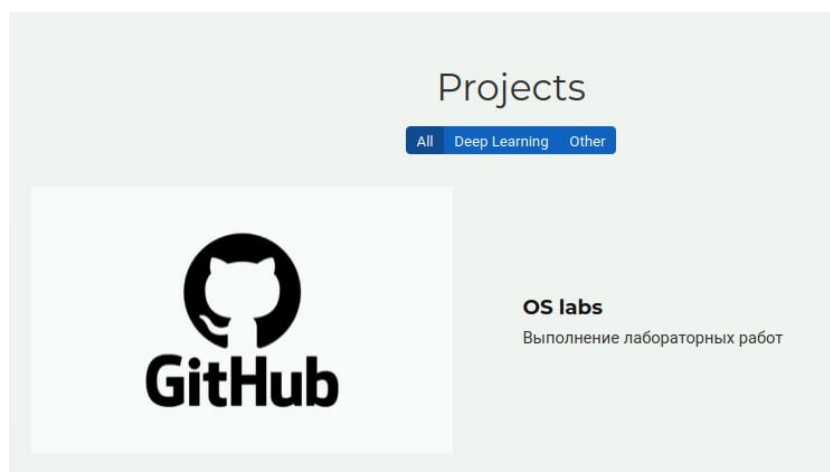 Projects
All Deep Learning Other
GitHub
OS labs
Выполнение лабораторных работ